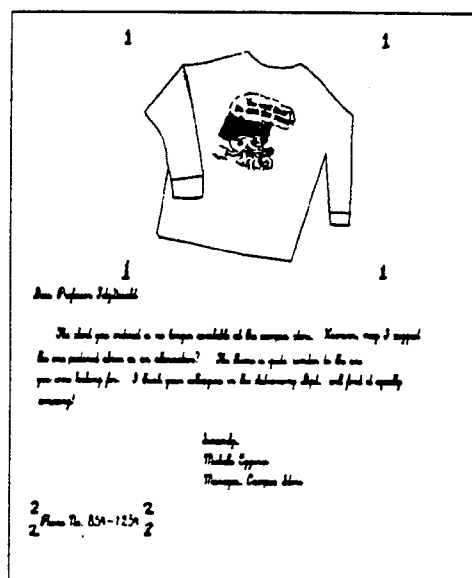 1 1
1 1
Dear Professor
The shirt you ordered is no longer available at the campus store. However, may I suggest
the one pictured above as an alternative? The theme is quite similar to the one
you were looking for. I think your colleagues in the Astronomy Dept. will find it equally
amusing!
Sincerely,
Michele
Manager, Campus Store
2 2
Phone No. 854-1234
2 2